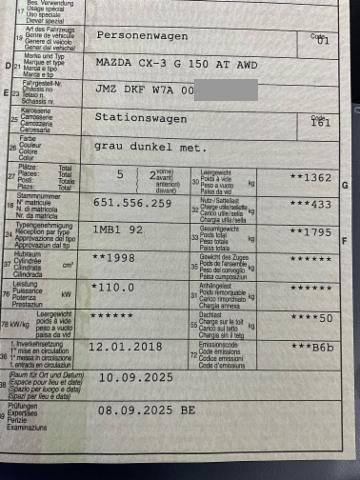 Bes. Verwendung
17 Usage spécial
Uso speciale
Diever spezial
Art des Fahrzeugs
19 Genre de véhicule
Genere di veicolo
Gener dal vehichel
Personenwagen
Code
01
Marke und Typ
D 21 Marque et type
Marca e tipo
Marca e tip
MAZDA CX-3 G 150 AT AWD
Fahrgestell-Nr.
E 23 Châssis no
Telaio n.
Schassis nr.
JMZ DKF W7A 00
Karosserie
25 Carrosserie
Carrozzeria
Carossaria
Stationswagen
Code
161
Farbe
26 Couleur
Colore
Colur
grau dunkel met.
Plätze: Total
27 Places: Total
Posti: Totale
Plazs: Total
5
2
vorne)
avant)
anteriori)
davant)
Leergewicht
30 Poids à vide kg
Peso a vuoto
Paisa da vid
**1362
G
Stammnummer
18 N° matricule
N. di matricola
Nr. da matricla
651.556.259
Nutz-/Sattellast
32 Charge utile/sellette kg
Carico utile/sella
Chargia utila/sella
***433
Typengenehmigung
24 Réception par type
Approvazione del tipo
Approvaziun dal tip
1MB1 92
Gesamtgewicht
33 Poids total kg
Peso totale
Paisa totala
**1795
F
Hubraum
37 Cylindrée cm³
Cilindrata
Cilindrada
**1998
Gewicht des Zuges
35 Poids de l'ensemble kg
Peso del convoglio
Paisa cumposiziun
******
Leistung
76 Puissance kW
Potenza
Prestaziun
*110.0
Anhängelast
31 Poids remorquable kg
Carico rimorchiato
Chargia annexa
******
Leergewicht
78 kW/kg poids à vide
peso a vuoto
paisa da vid
******
Dachlast
55 Charge sur le toit kg
Carico sul tetto
Chargia sin il tetg
****50
1. Inverkehrsetzung
36 1re mise en circulation
1a messa in circolazione
1. entrada en circulaziun
12.01.2018
Emissionscode
72 Code émissions
Codice emissioni
Code d'emissiuns
***B6b
(Raum für Ort und Datum)
38 (Espace pour lieu et date)
(Spazio per luogo e data)
(Spazi per lieu e data)
10.09.2025
Prüfungen
39 Expertises
Perizie
Examinaziuns
08.09.2025 BE